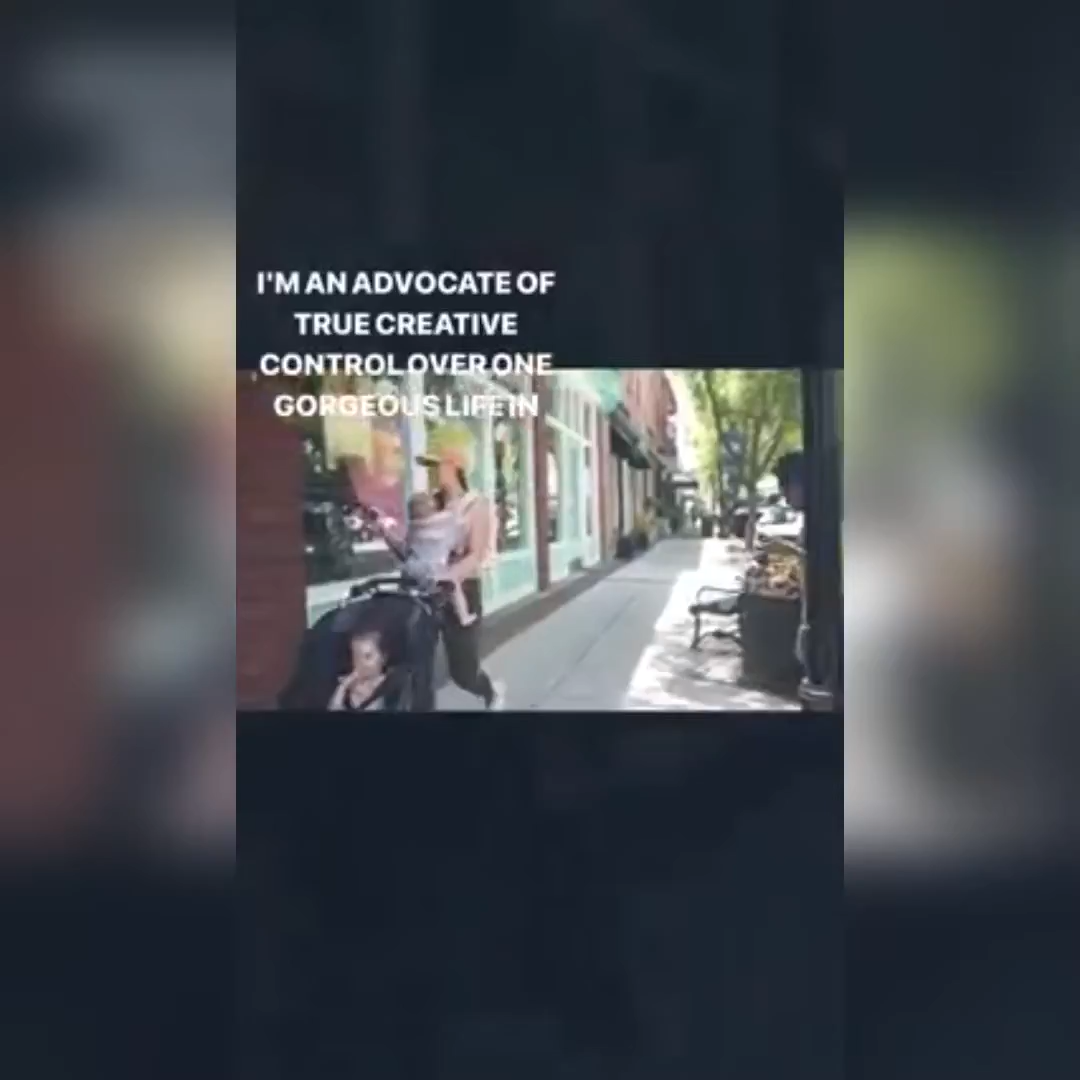 I'M AN ADVOCATE OF
TRUE CREATIVE
CONTROL OVER ONE
GORGEOUS LIFE IN